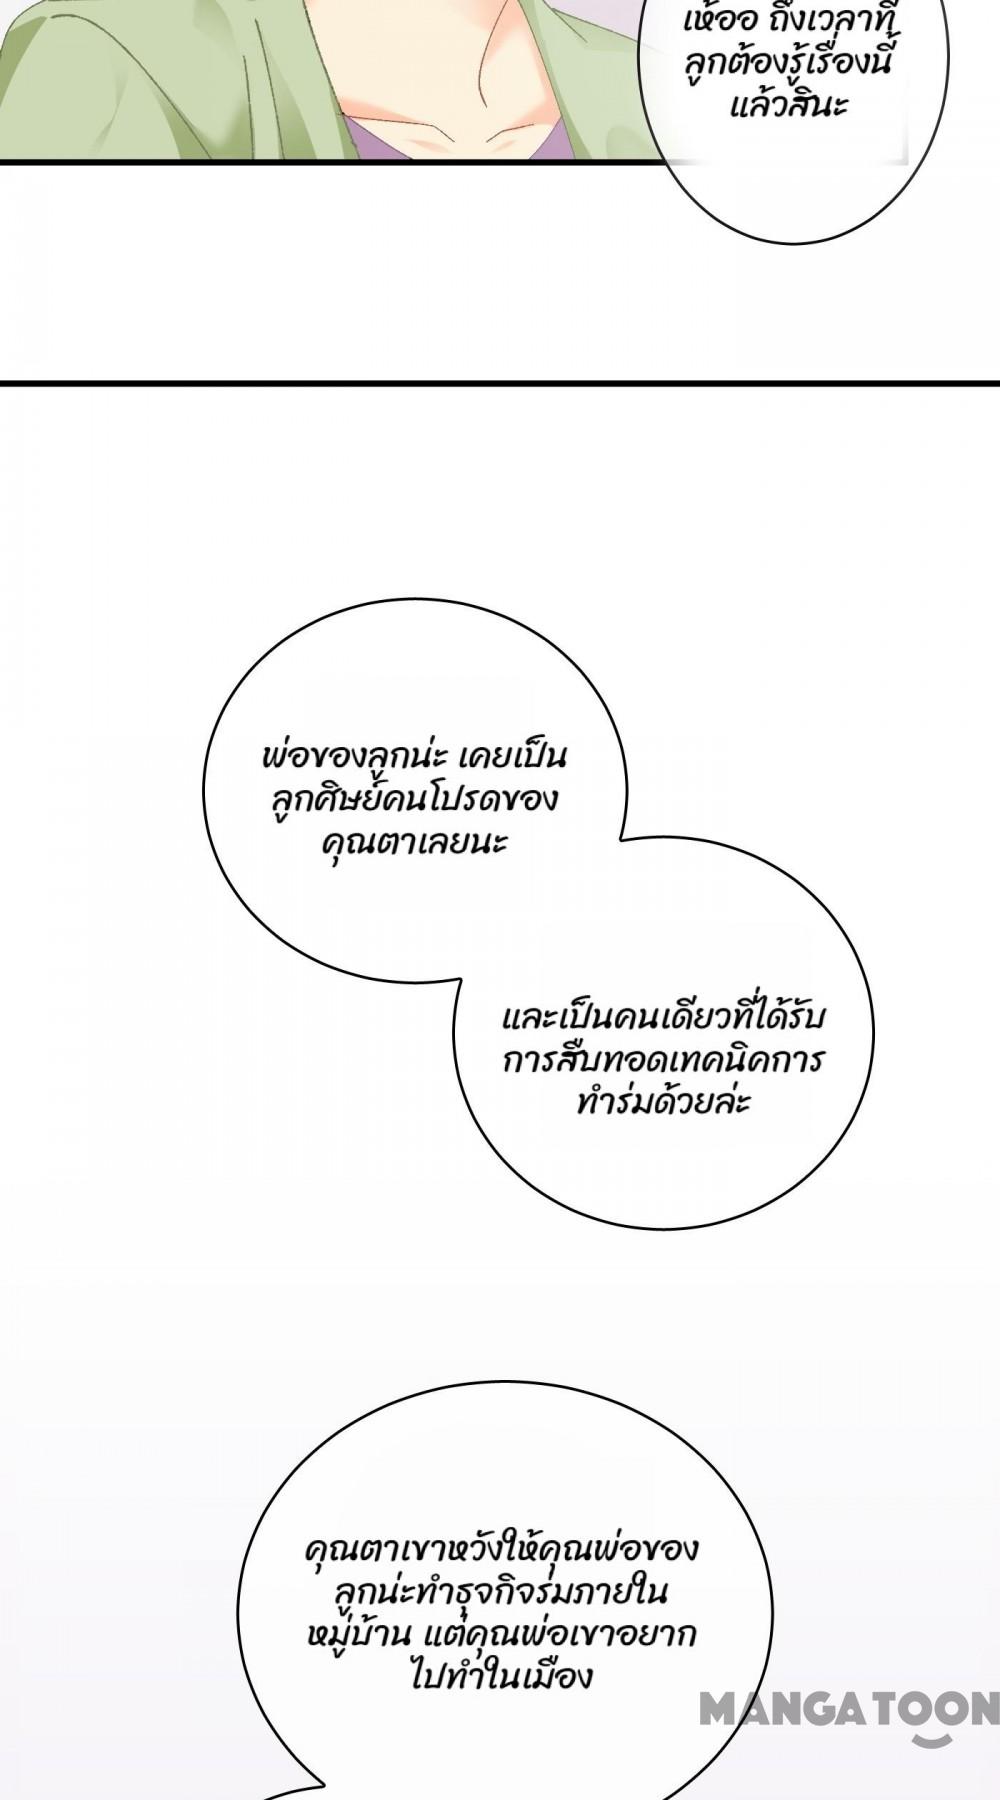 เห้ออ ถึงเวลาที่
ลูกต้องรู้เรื่องนี้
แล้วสินะ
พ่อของลูกน่ะ เคยเป็น
ลูกศิษย์คนโปรดของ
คุณตาเลยนะ
และเป็นคนเดียวที่ได้รับ
การสืบทอดเทคนิคการ
ทำร่มด้วยล่ะ
คุณตาเขาหวังให้คุณพ่อของ
ลูกน่ะทำธุจกิจร่มภายใน
หมู่บ้าน แต่คุณพ่อเขาอยาก
ไปทำในเมือง
MANGATOON